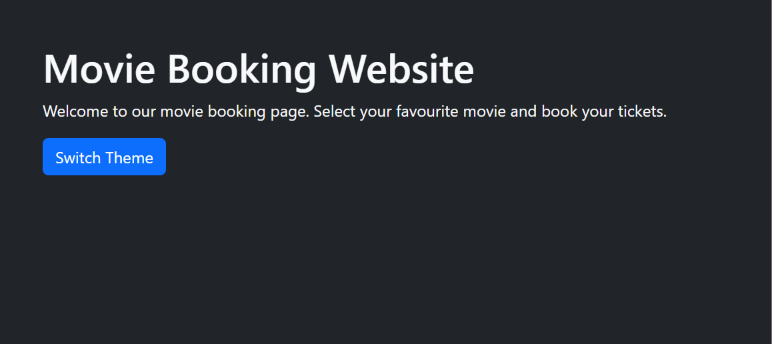 Movie Booking Website
Welcome to our movie booking page. Select your favourite movie and book your tickets.
Switch Theme